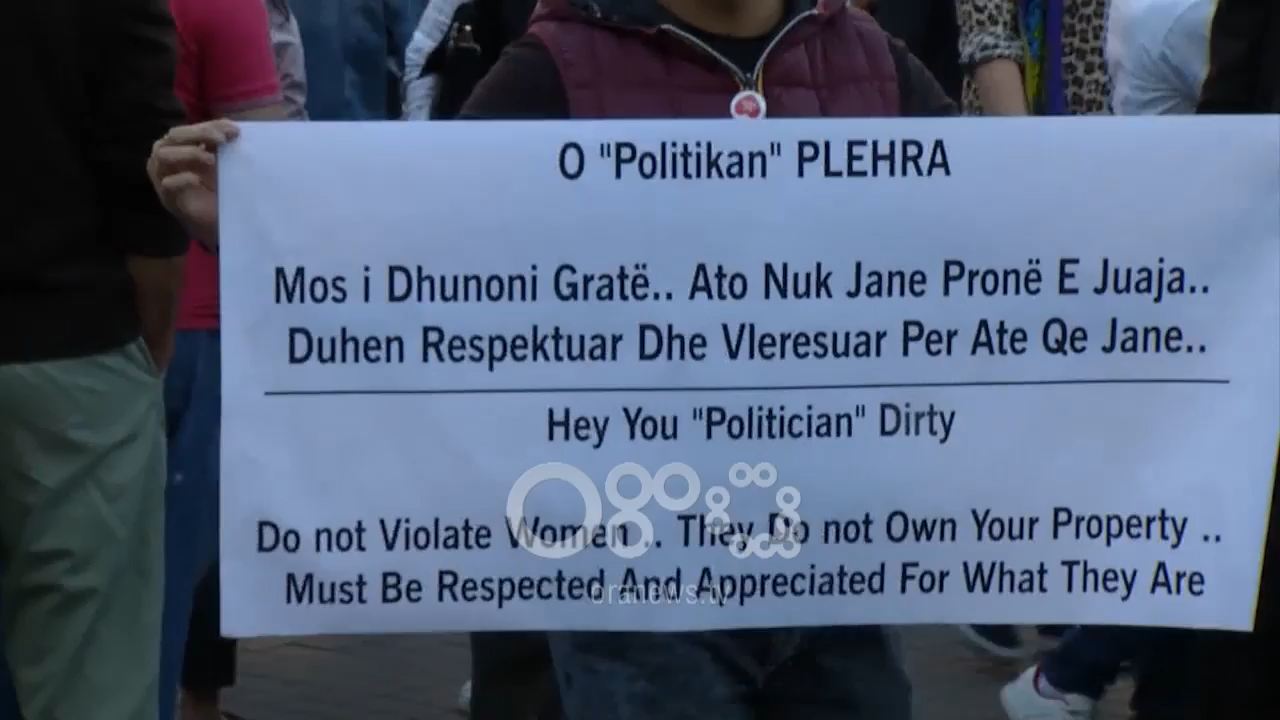 O "Politikan" PLEHRA
Mos i Dhunoni Gratë.. Ato Nuk Jane Pronë E Juaja..
Duhen Respektuar Dhe Vleresuar Per Ate Qe Jane..
Hey You "Politician" Dirty
Do not Violate Women .. They Do not Own Your Property ..
Must Be Respected And Appreciated For What They Are
oranews.tv